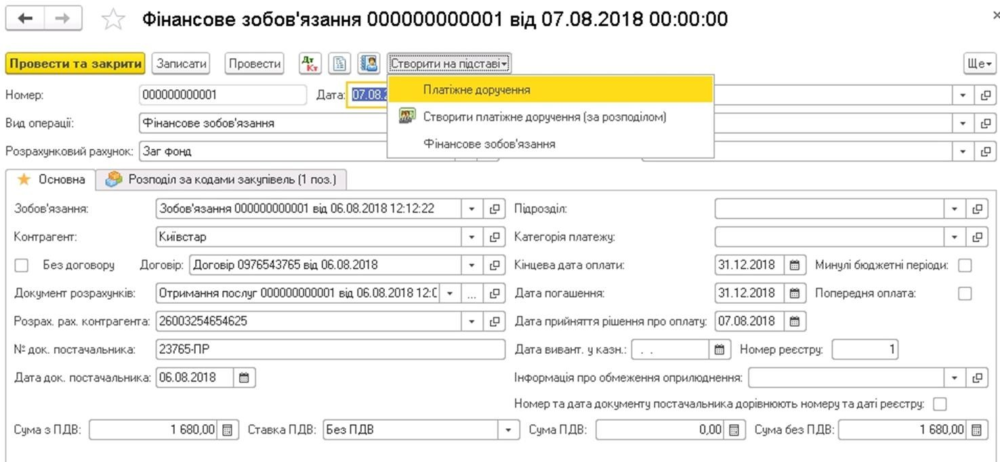 Фінансове зобов'язання 000000000001 від 07.08.2018 00:00:00
Провести та закрити Записати Провести Дт Кт Створити на підставі Ще
Номер: 000000000001 Дата: 07.08.2
Платіжне доручення
Вид операції: Фінансове зобов'язання
Створити платіжне доручення (за розподілом)
Розрахунковий рахунок: Заг фонд
Фінансове зобов'язання
Основна Розподіл за кодами закупівель (1 поз.)
Зобов'язання: Зобов'язання 000000000001 від 06.08.2018 12:12:22 Підрозділ:
Контрагент: Київстар Категорія платежу:
Без договору Договір: Договір 0976543765 від 06.08.2018 Кінцева дата оплати: 31.12.2018 Минулі бюджетні періоди:
Документ розрахунків: Отримання послуг 000000000001 від 06.08.2018 12:0 ... Дата погашення: 31.12.2018 Попередня оплата:
Розрах. рах. контрагента: 26003254654625 Дата прийняття рішення про оплату: 07.08.2018
№ док. постачальника: 23765-ПР Дата вивант. у казн.: . . Номер реєстру: 1
Дата док. постачальника: 06.08.2018 Інформація про обмеження оприлюднення:
Номер та дата документу постачальника дорівнюють номеру та даті реєстру:
Сума з ПДВ: 1 680,00 Ставка ПДВ: Без ПДВ Сума ПДВ: 0,00 Сума без ПДВ: 1 680,00